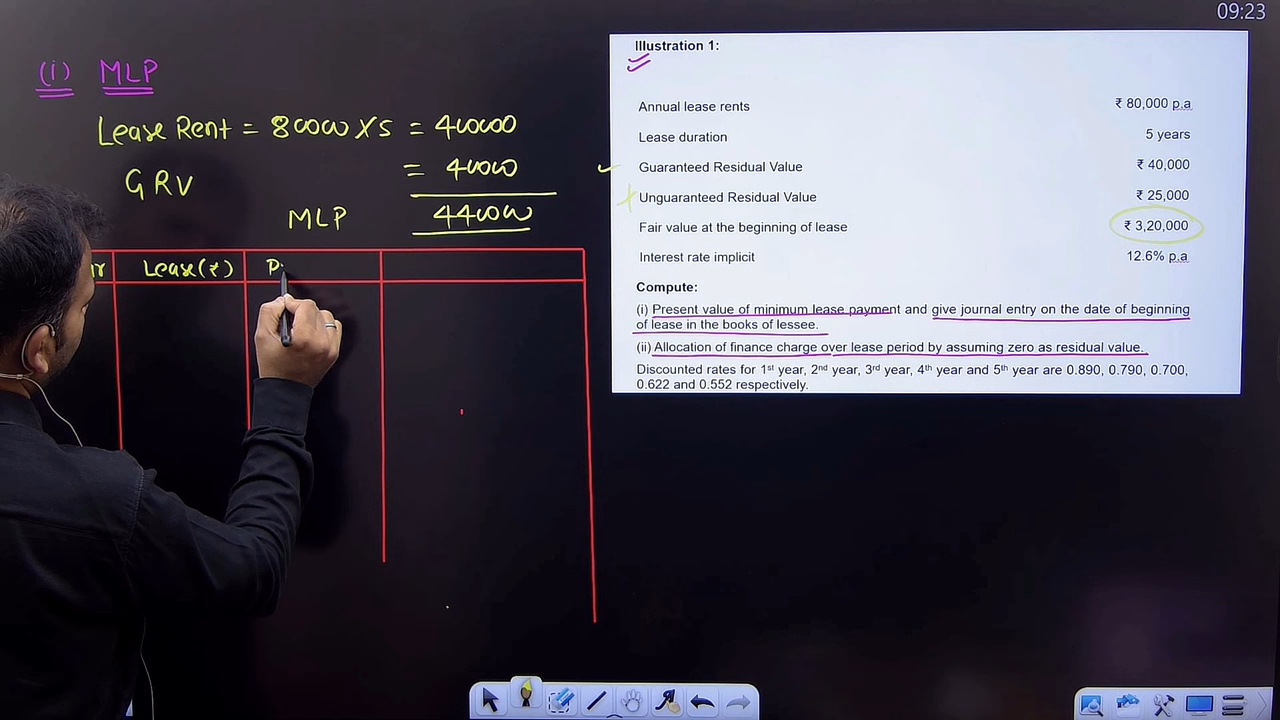 09:23
(i) MLP
Lease Rent = 80000 X 5 = 400000
GRV = 40000
MLP 440000
Lease(₹) P
Illustration 1:
Annual lease rents ₹ 80,000 p.a
Lease duration 5 years
Guaranteed Residual Value ₹ 40,000
Unguaranteed Residual Value ₹ 25,000
Fair value at the beginning of lease ₹ 3,20,000
Interest rate implicit 12.6% p.a
Compute:
(i) Present value of minimum lease payment and give journal entry on the date of beginning
of lease in the books of lessee.
(ii) Allocation of finance charge over lease period by assuming zero as residual value.
Discounted rates for 1st year, 2nd year, 3rd year, 4th year and 5th year are 0.890, 0.790, 0.700,
0.622 and 0.552 respectively.